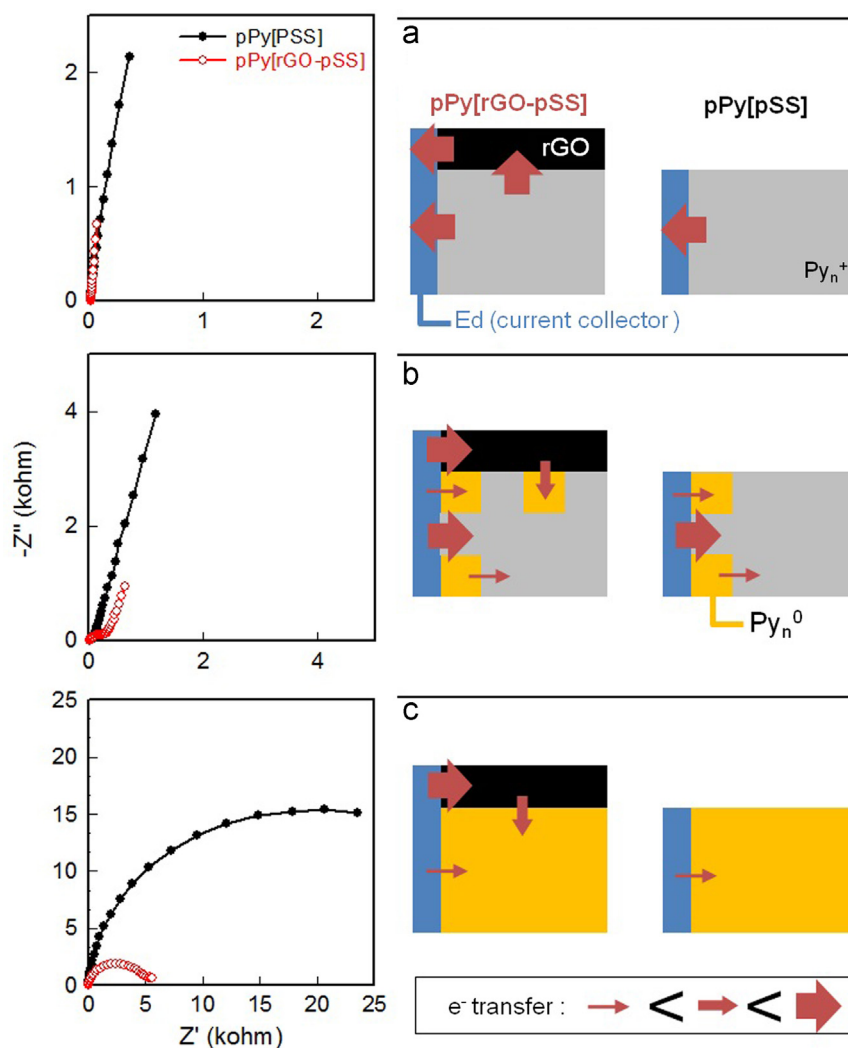 pPy[PSS]
pPy[rGO-pSS]
2
1
0
0
1
2
a
pPy[rGO-pSS]
pPy[pSS]
rGO
Pyn+
Ed (current collector)
4
2
0
0
2
4
-Z" (kohm)
b
Pyn0
25
20
15
10
5
0
0
5
10
15
20
25
Z' (kohm)
c
e- transfer : < <